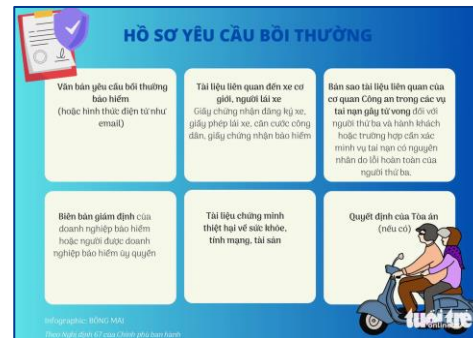 HỒ SƠ YÊU CẦU BỒI THƯỜNG
Văn bản yêu cầu bồi thường
bảo hiểm
(hoặc hình thức điện tử như
email)
Tài liệu liên quan đến xe cơ
giới, người lái xe
Giấy chứng nhận đăng ký xe,
giấy phép lái xe, căn cước công
dân, giấy chứng nhận bảo hiểm
Bản sao tài liệu liên quan của
cơ quan Công an trong các vụ
tai nạn gây tử vong đối với
người thứ ba và hành khách
hoặc trường hợp cần xác
minh vụ tai nạn có nguyên
nhân do lỗi hoàn toàn của
người thứ ba.
Biên bản giám định của
doanh nghiệp bảo hiểm
hoặc người được doanh
nghiệp bảo hiểm ủy quyền
Tài liệu chứng minh
thiệt hại về sức khỏe,
tính mạng, tài sản
Quyết định của Tòa án
(nếu có)
Infographic: BÔNG MAI
Theo Nghị định 67 của Chính phủ ban hành
tuổi trẻ
online